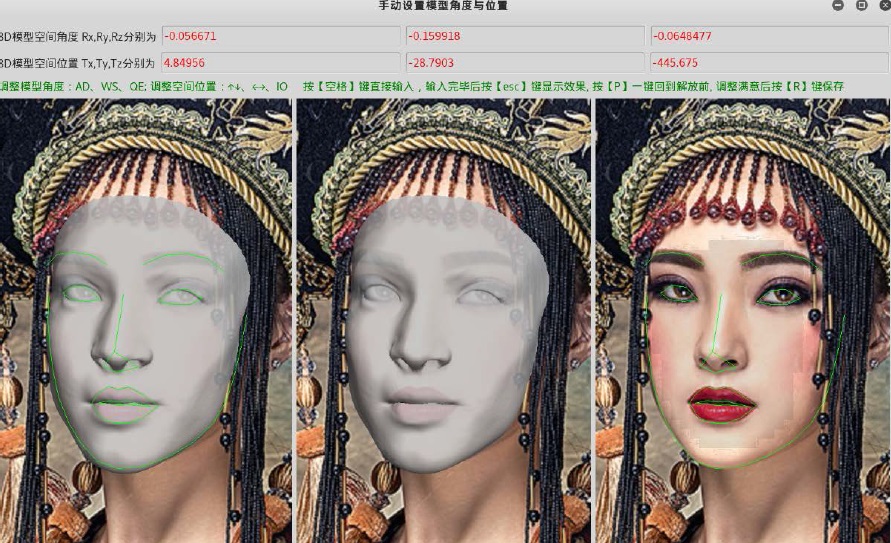 手动设置模型角度与位置
3D模型空间角度 Rx,Ry,Rz分别为 -0.056671 -0.159918 -0.0648477
3D模型空间位置 Tx,Ty,Tz分别为 4.84956 -28.7903 -445.675
调整模型角度：AD、WS、QE; 调整空间位置：↑↓、↔、IO 按【空格】键直接输入，输入完毕后按【esc】键显示效果, 按【P】一键回到解放前, 调整满意后按【R】键保存